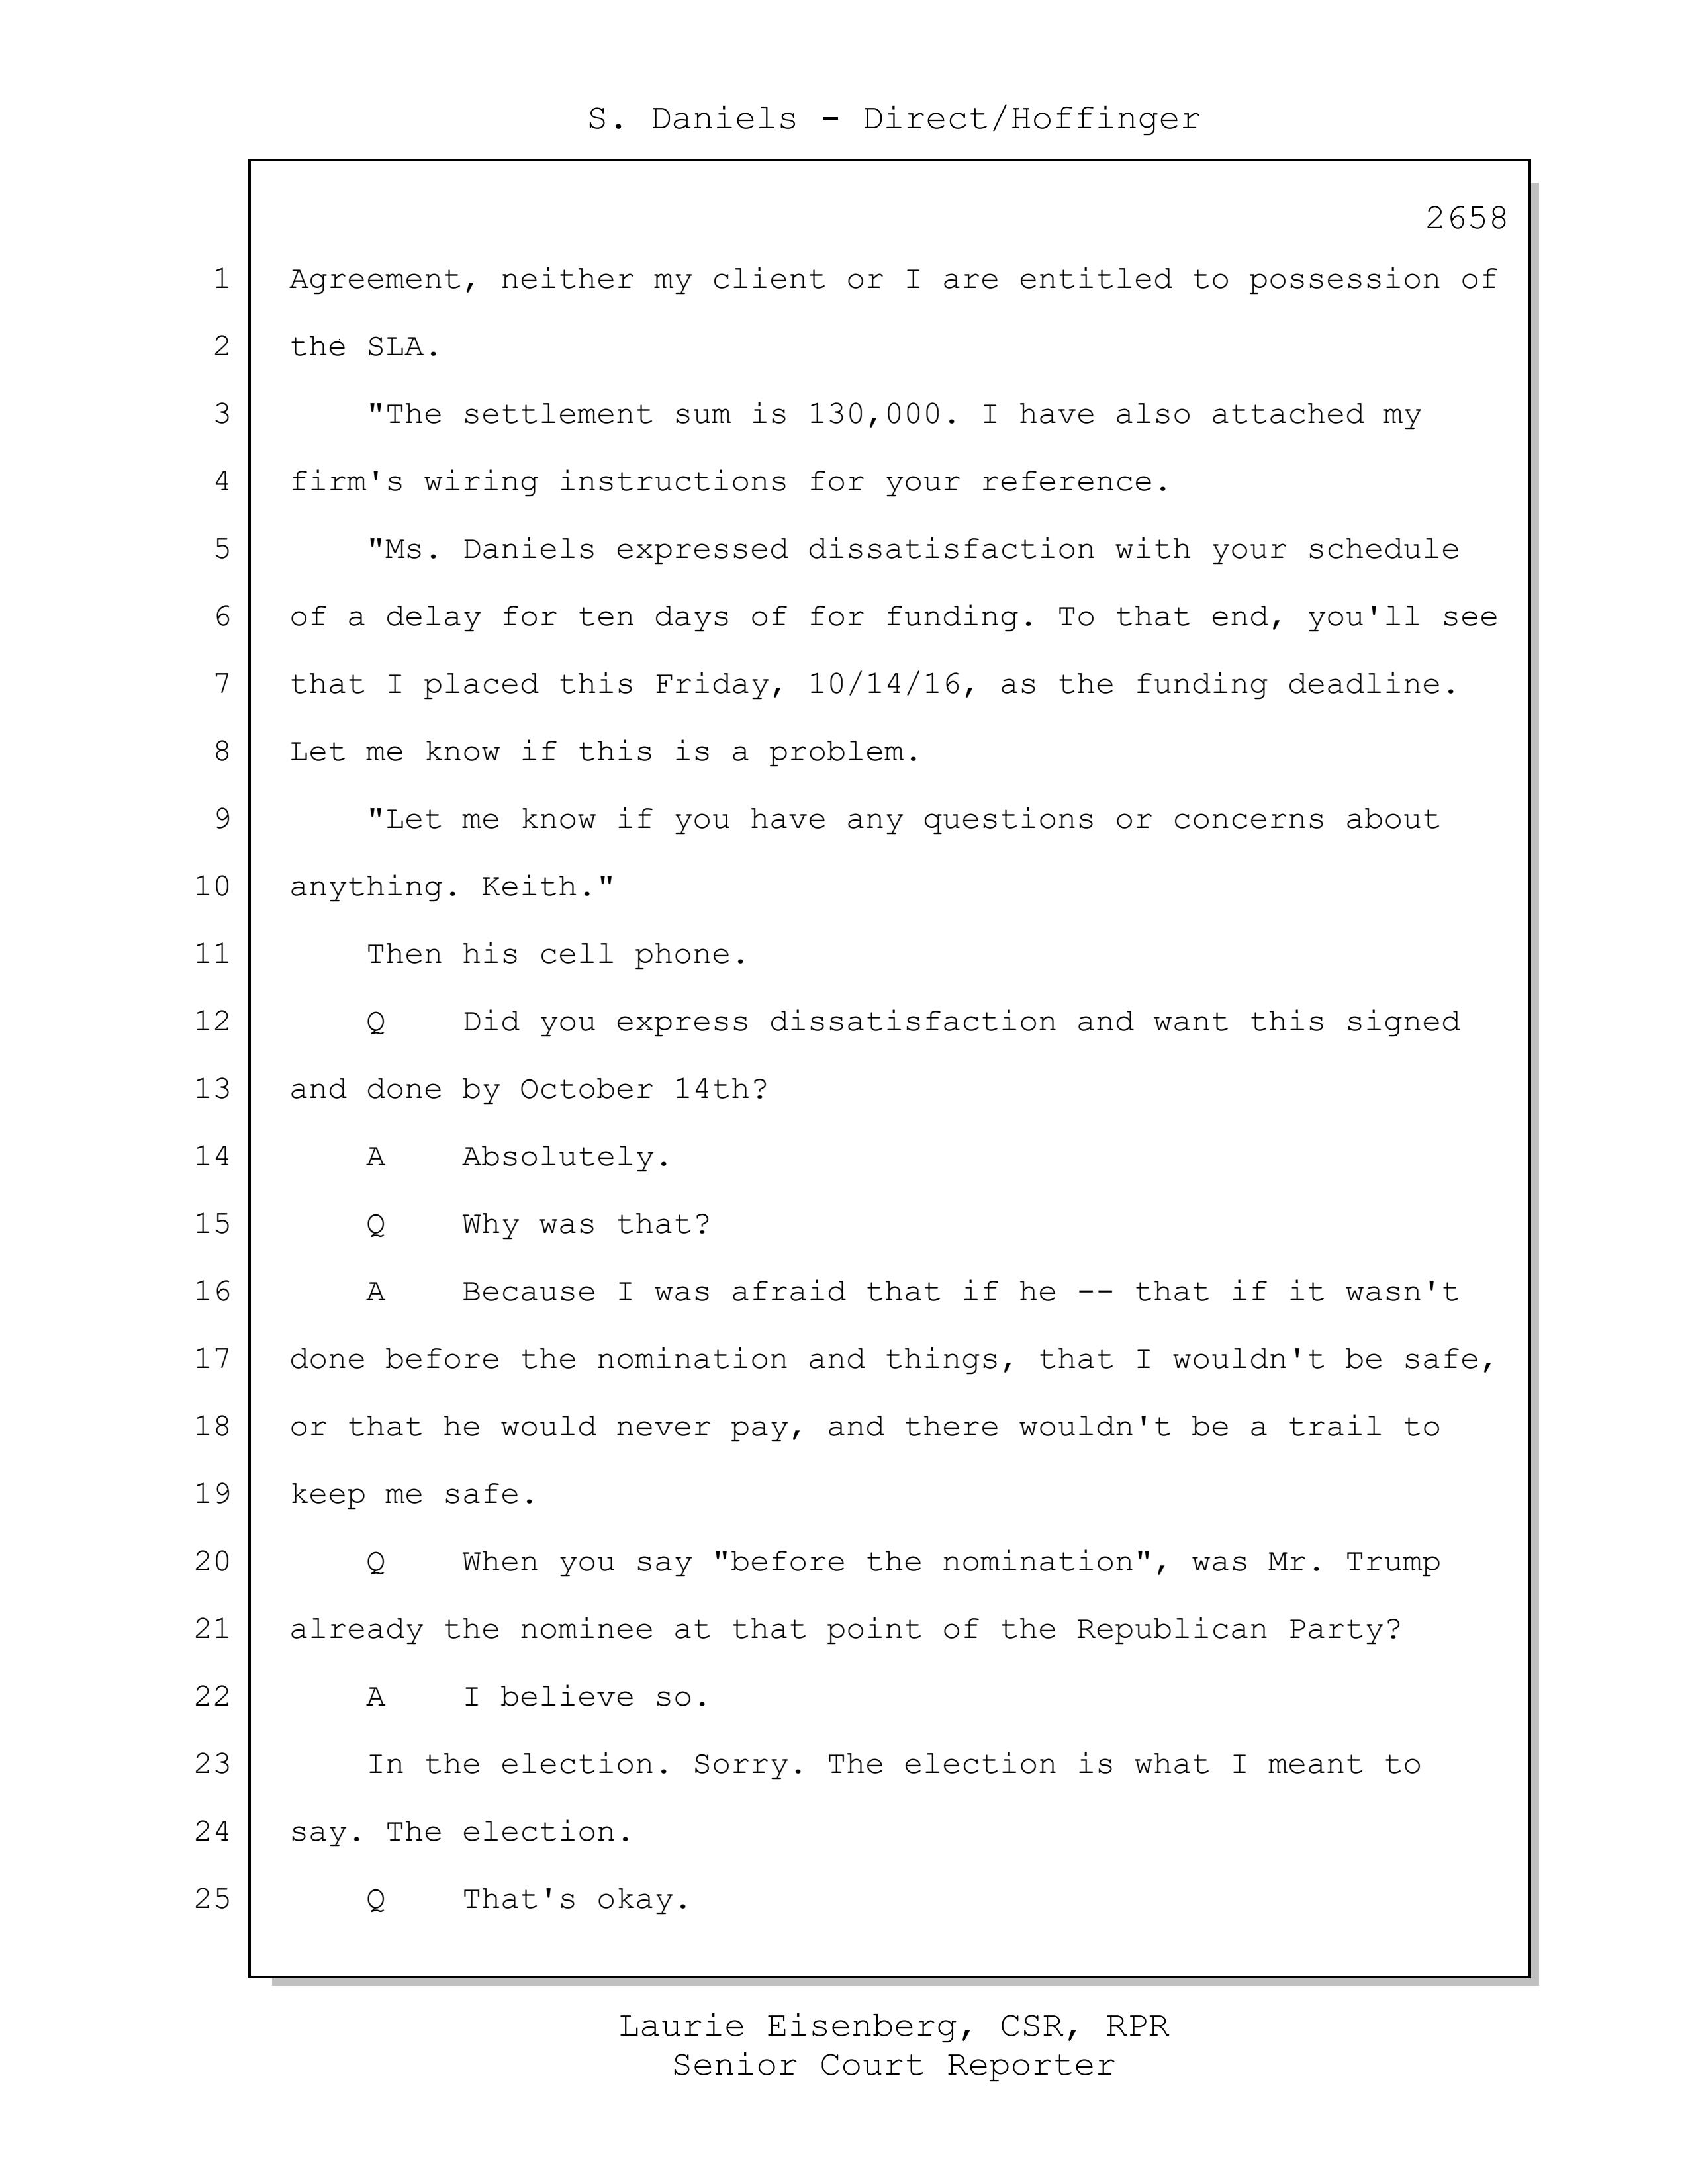 S. Daniels - Direct/Hoffinger
2658
1 Agreement, neither my client or I are entitled to possession of
2 the SLA.
3 "The settlement sum is 130,000. I have also attached my
4 firm's wiring instructions for your reference.
5 "Ms. Daniels expressed dissatisfaction with your schedule
6 of a delay for ten days of for funding. To that end, you'll see
7 that I placed this Friday, 10/14/16, as the funding deadline.
8 Let me know if this is a problem.
9 "Let me know if you have any questions or concerns about
10 anything. Keith."
11 Then his cell phone.
12 Q Did you express dissatisfaction and want this signed
13 and done by October 14th?
14 A Absolutely.
15 Q Why was that?
16 A Because I was afraid that if he -- that if it wasn't
17 done before the nomination and things, that I wouldn't be safe,
18 or that he would never pay, and there wouldn't be a trail to
19 keep me safe.
20 Q When you say "before the nomination", was Mr. Trump
21 already the nominee at that point of the Republican Party?
22 A I believe so.
23 In the election. Sorry. The election is what I meant to
24 say. The election.
25 Q That's okay.
Laurie Eisenberg, CSR, RPR
Senior Court Reporter